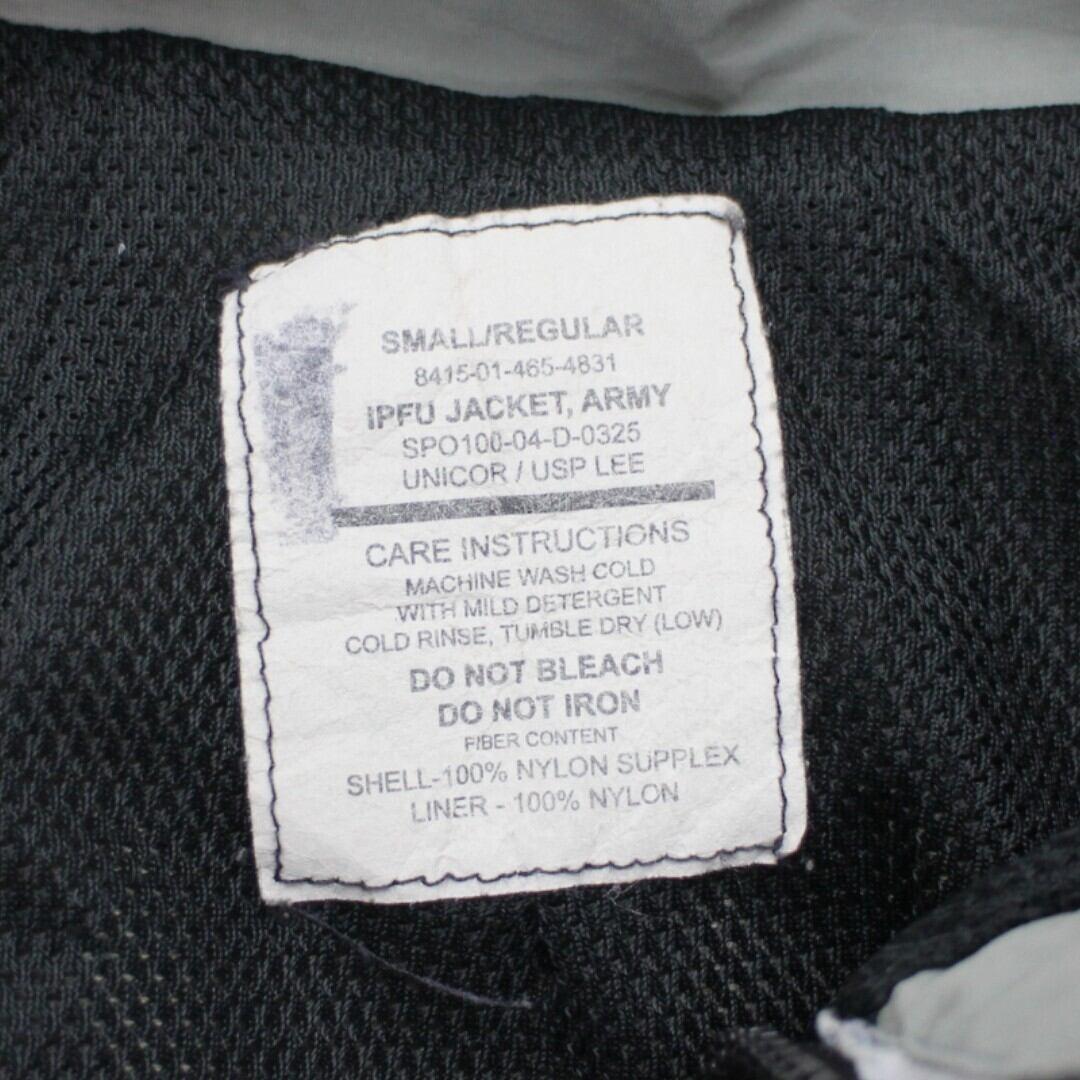 SMALL/REGULAR
8415-01-465-4831
IPFU JACKET, ARMY
SPO100-04-D-0325
UNICOR / USP LEE
CARE INSTRUCTIONS
MACHINE WASH COLD
WITH MILD DETERGENT
COLD RINSE, TUMBLE DRY (LOW)
DO NOT BLEACH
DO NOT IRON
FIBER CONTENT
SHELL-100% NYLON SUPPLEX
LINER - 100% NYLON